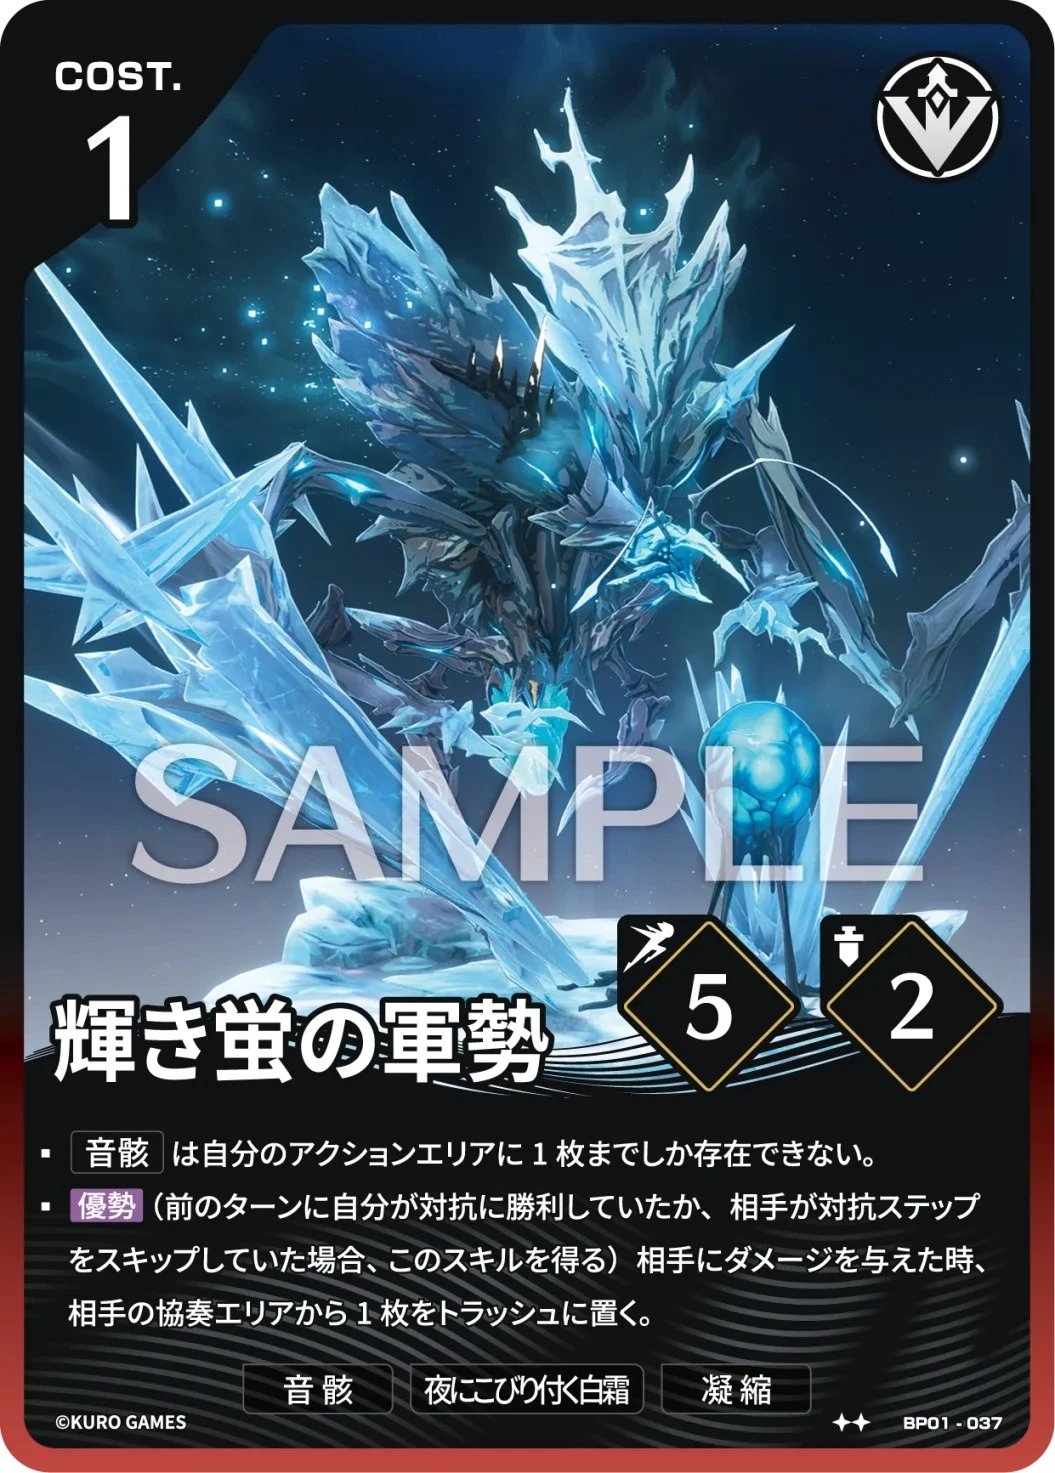 COST.
1
SAMPLE
5
2
輝き蛍の軍勢
▪ 音骸 は自分のアクションエリアに 1 枚までしか存在できない。
▪ 優勢（前のターンに自分が対抗に勝利していたか、相手が対抗ステップ
をスキップしていた場合、このスキルを得る）相手にダメージを与えた時、
相手の協奏エリアから 1 枚をトラッシュに置く。
音骸 夜にこびり付く白霜 凝縮
©KURO GAMES BP01 - 037